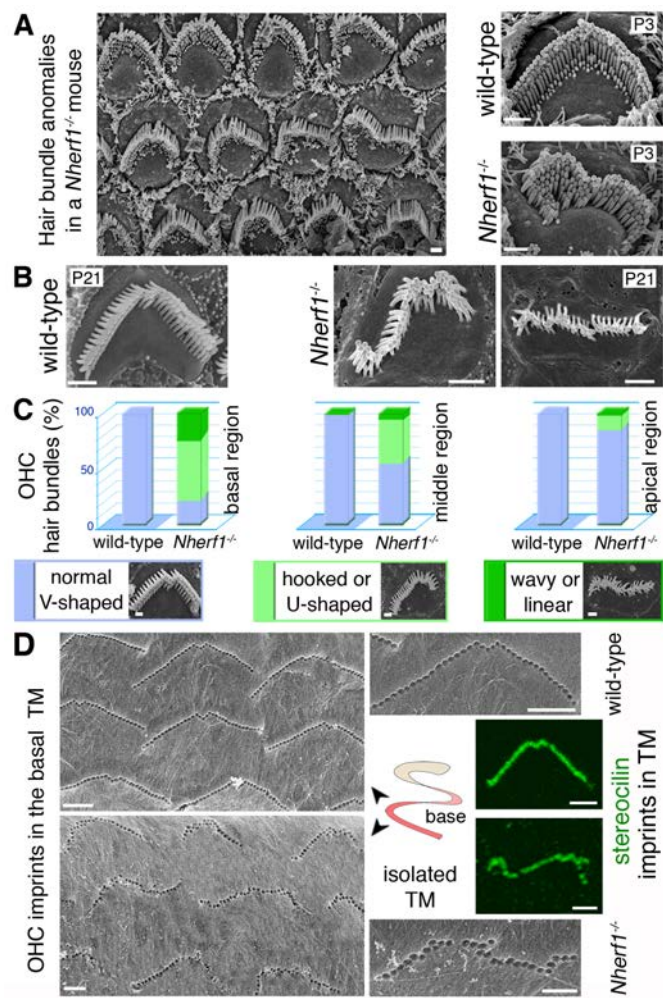 A
Hair bundle anomalies
in a Nherf1-/- mouse
wild-type
P3
Nherf1-/-
P3
B
wild-type
P21
Nherf1-/-
P21
C
OHC
hair bundles (%)
100
50
0
wild-type Nherf1-/-
basal region
wild-type Nherf1-/-
middle region
wild-type Nherf1-/-
apical region
normal
V-shaped
hooked or
U-shaped
wavy or
linear
D
OHC imprints in the basal TM
wild-type
base
isolated
TM
stereocilin
imprints in TM
Nherf1-/-